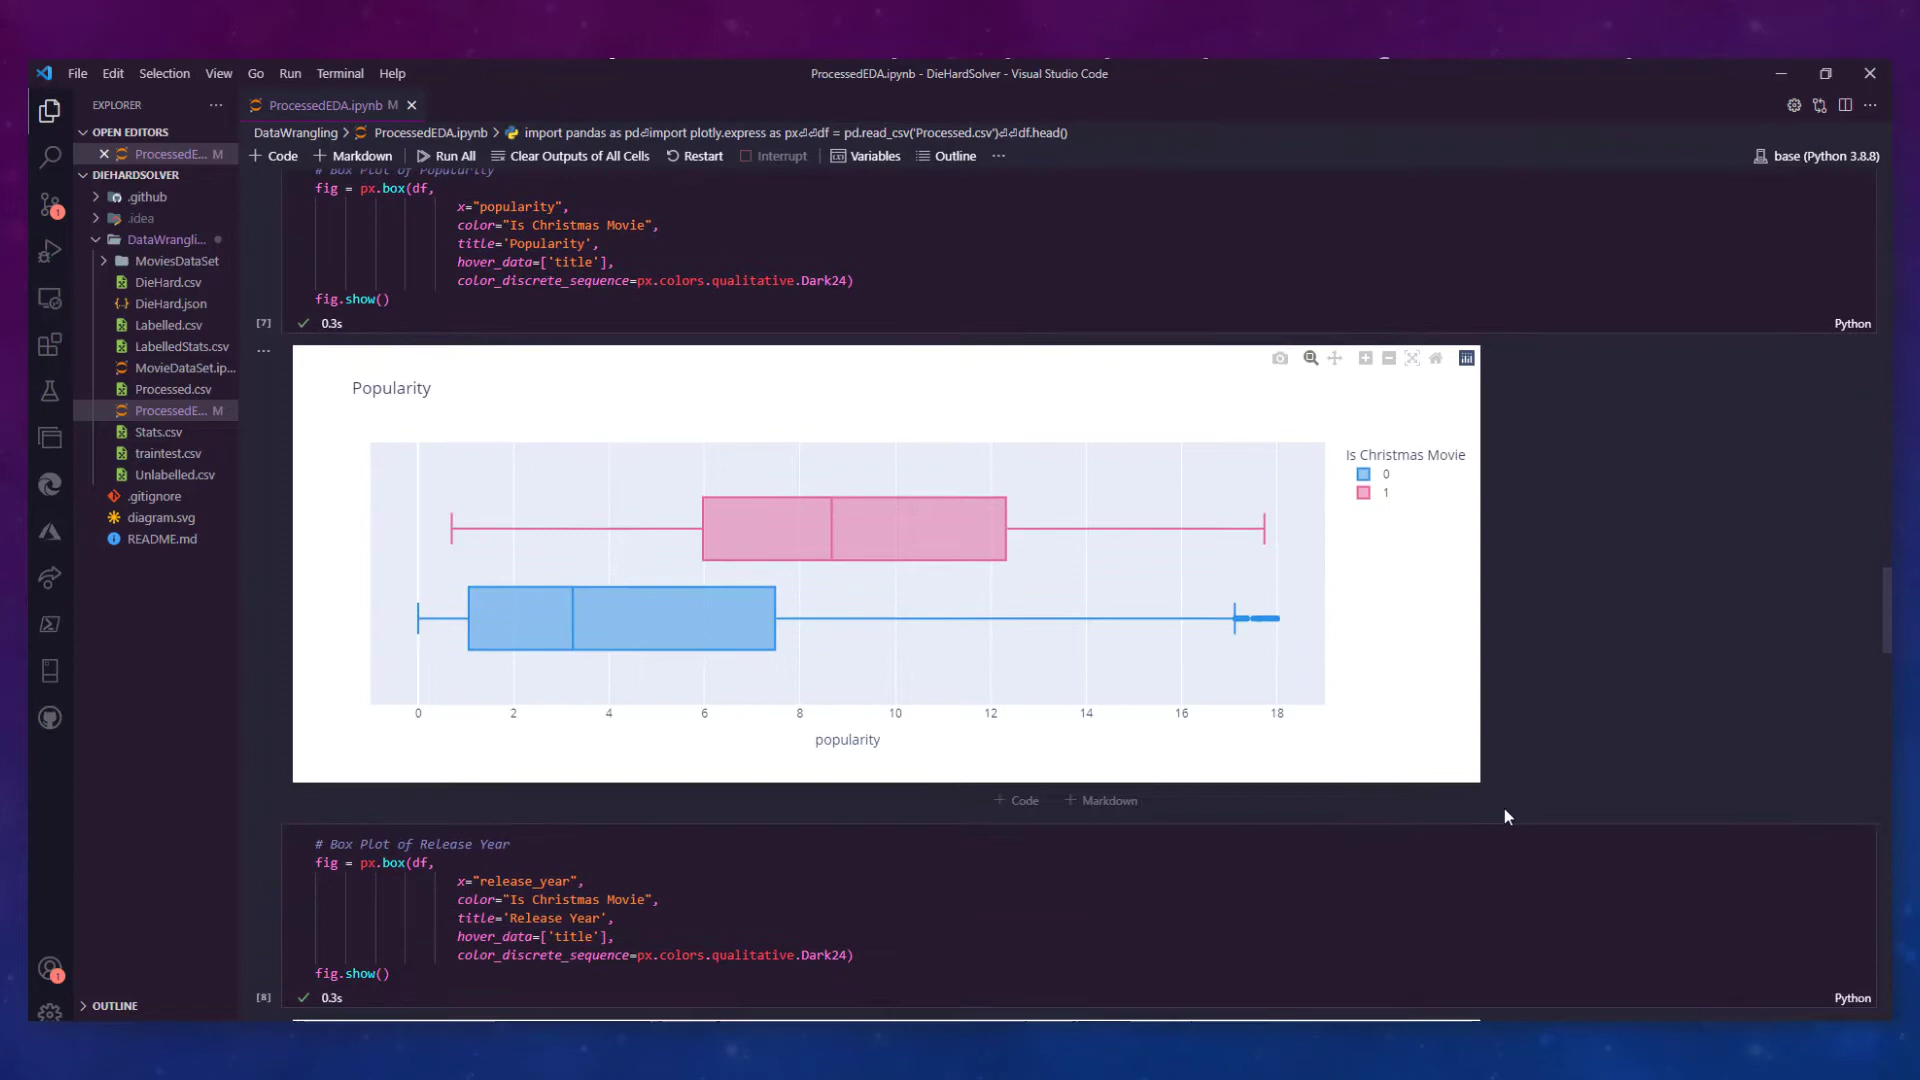 File Edit Selection View Go Run Terminal Help
ProcessedEDA.ipynb - DieHardSolver - Visual Studio Code
EXPLORER
ProcessedEDA.ipynb M
OPEN EDITORS
ProcessedE... M
DIEHARDSOLVER
.github
.idea
DataWrangli...
MoviesDataSet
DieHard.csv
DieHard.json
Labelled.csv
LabelledStats.csv
MovieDataSet.ip...
Processed.csv
ProcessedE... M
Stats.csv
traintest.csv
Unlabelled.csv
.gitignore
diagram.svg
README.md
OUTLINE
1
1
DataWrangling > ProcessedEDA.ipynb > import pandas as pd⏎import plotly.express as px⏎⏎df = pd.read_csv('Processed.csv')⏎⏎df.head()
+ Code + Markdown Run All Clear Outputs of All Cells Restart Interrupt Variables Outline ...
base (Python 3.8.8)
# Box Plot of Popularity
fig = px.box(df,
x="popularity",
color="Is Christmas Movie",
title='Popularity',
hover_data=['title'],
color_discrete_sequence=px.colors.qualitative.Dark24)
fig.show()
[7] 0.3s Python
Popularity
Is Christmas Movie
0
1
0 2 4 6 8 10 12 14 16 18
popularity
+ Code + Markdown
# Box Plot of Release Year
fig = px.box(df,
x="release_year",
color="Is Christmas Movie",
title='Release Year',
hover_data=['title'],
color_discrete_sequence=px.colors.qualitative.Dark24)
fig.show()
[8] 0.3s Python